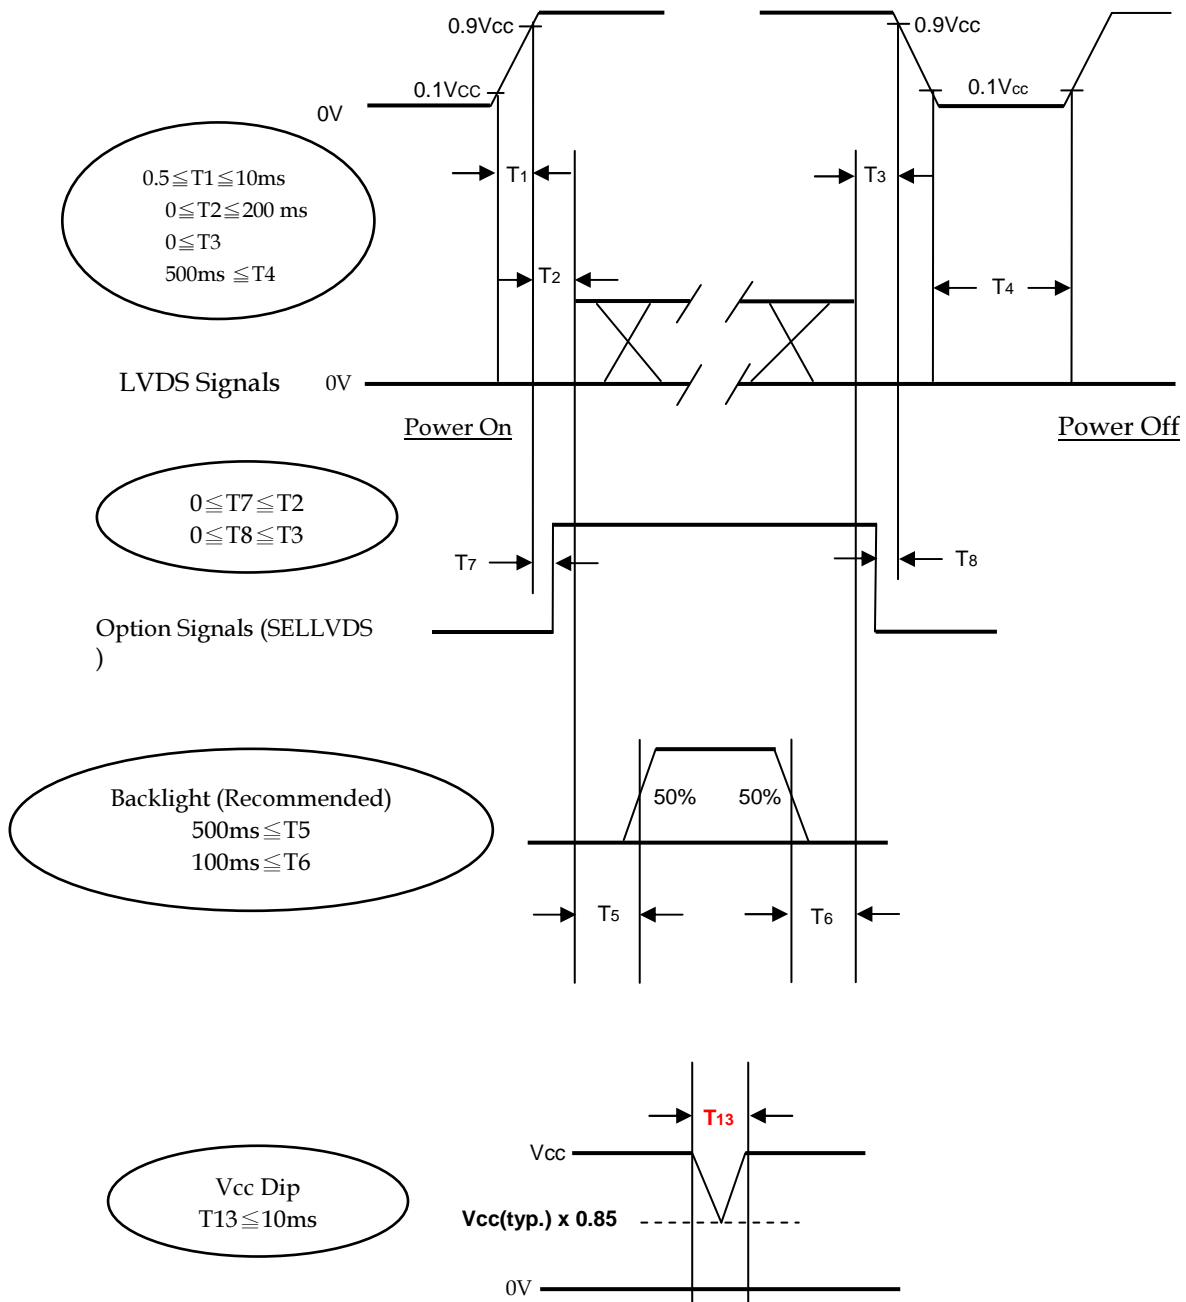 0.9Vcc
0.9Vcc
0.1Vcc
0.1Vcc
0V
T1
T3
0.5≦T1≦10ms
0≦T2≦200 ms
0≦T3
500ms ≦T4
T2
T4
LVDS Signals
0V
Power On
Power Off
0≦T7≦T2
0≦T8≦T3
T7
T8
Option Signals (SELLVDS
)
Backlight (Recommended)
500ms≦T5
100ms≦T6
50%
50%
T5
T6
T13
Vcc
Vcc Dip
T13≦10ms
Vcc(typ.) x 0.85
0V